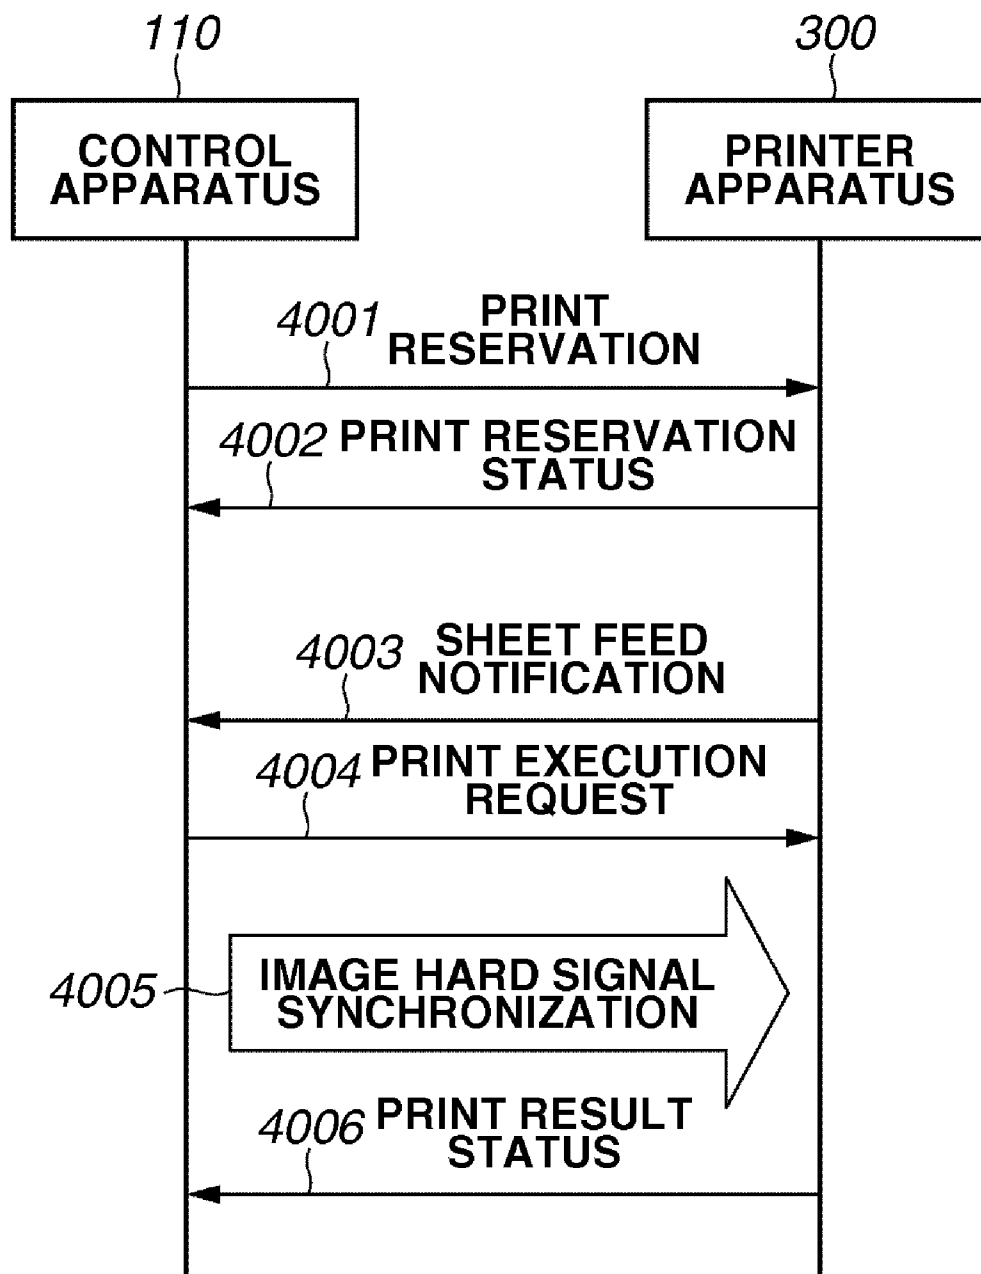 110
300
CONTROL
APPARATUS
PRINTER
APPARATUS
4001
PRINT
RESERVATION
4002
PRINT RESERVATION
STATUS
4003
SHEET FEED
NOTIFICATION
4004
PRINT EXECUTION
REQUEST
4005
IMAGE HARD SIGNAL
SYNCHRONIZATION
4006
PRINT RESULT
STATUS